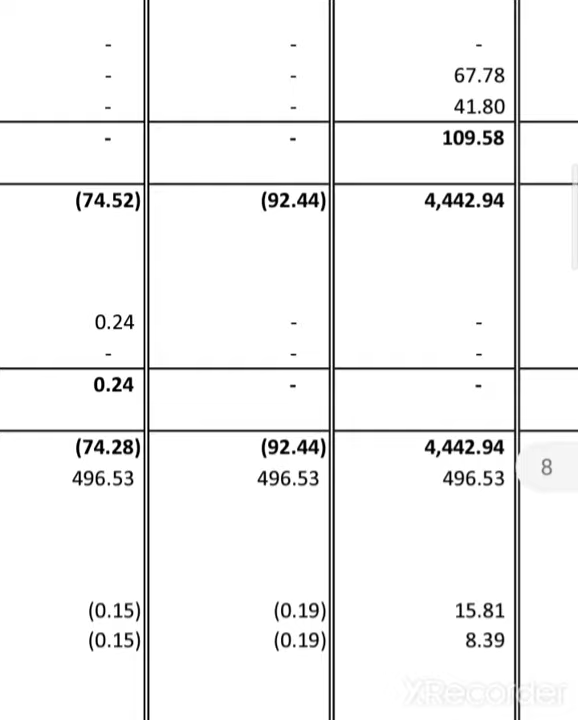 - - -
- - 67.78
- - 41.80
- - 109.58
(74.52) (92.44) 4,442.94
0.24 - -
- - -
0.24 - -
(74.28) (92.44) 4,442.94
496.53 496.53 496.53
8
(0.15) (0.19) 15.81
(0.15) (0.19) 8.39
XRecorder